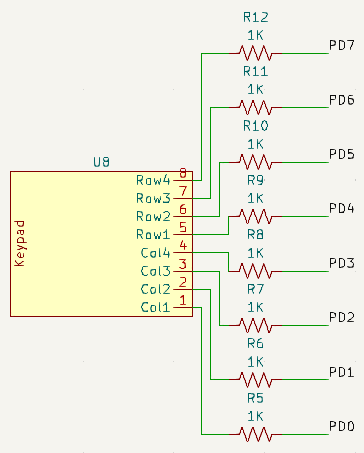 R12
1K
PD7
R11
1K
PD6
R10
1K
PD5
R9
1K
PD4
R8
1K
PD3
R7
1K
PD2
R6
1K
PD1
R5
1K
PD0
U8
Keypad
Row4 8
Row3 7
Row2 6
Row1 5
Col4 4
Col3 3
Col2 2
Col1 1